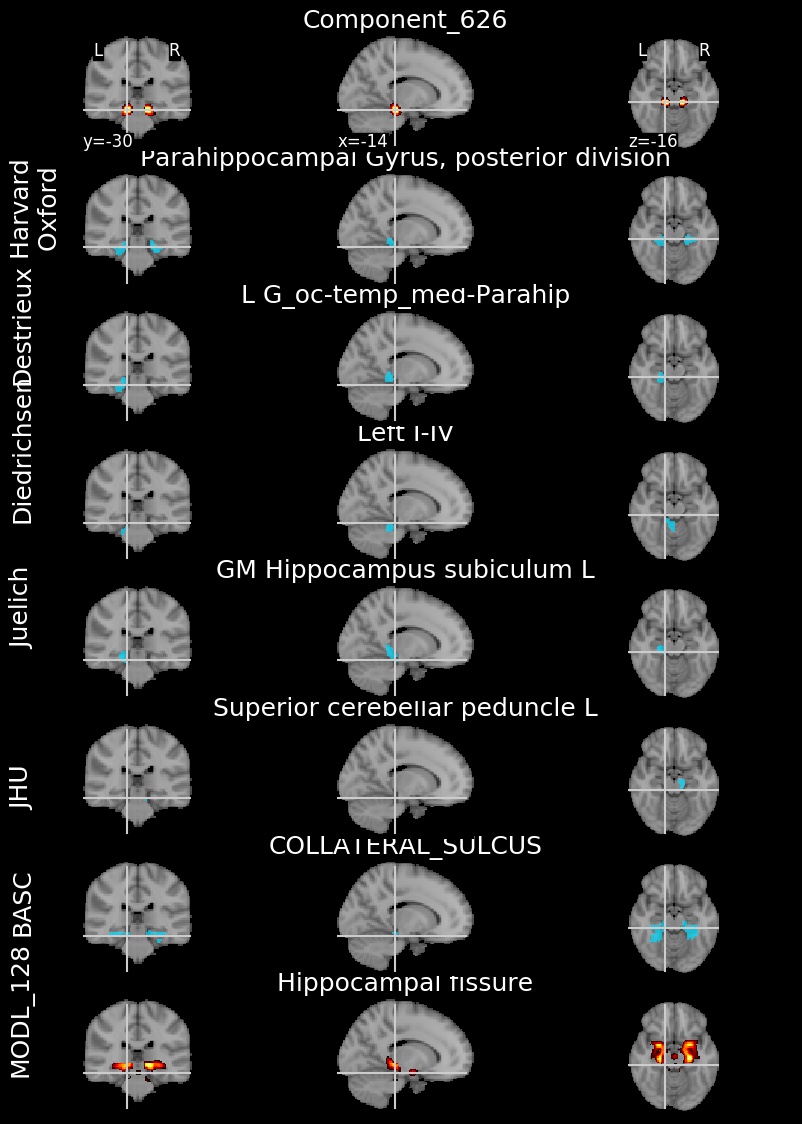 Component_626
L R L R
y=-30 x=-14 z=-16
Harvard
Oxford
Parahippocampal Gyrus, posterior division
Destrieux
L G_oc-temp_med-Parahip
Diedrichsen
Left I-IV
Juelich
GM Hippocampus subiculum L
JHU
Superior cerebellar peduncle L
BASC
COLLATERAL_SULCUS
MODL_128
Hippocampal fissure